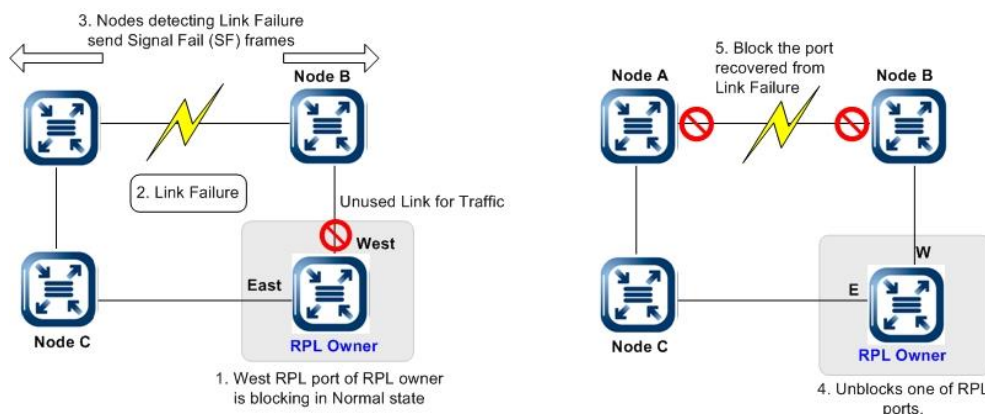 3. Nodes detecting Link Failure
send Signal Fail (SF) frames
Node B
2. Link Failure
Unused Link for Traffic
West
East
Node C
RPL Owner
1. West RPL port of RPL owner
is blocking in Normal state
5. Block the port
recovered from
Link Failure
Node A
Node B
W
E
Node C
RPL Owner
4. Unblocks one of RPL
ports.